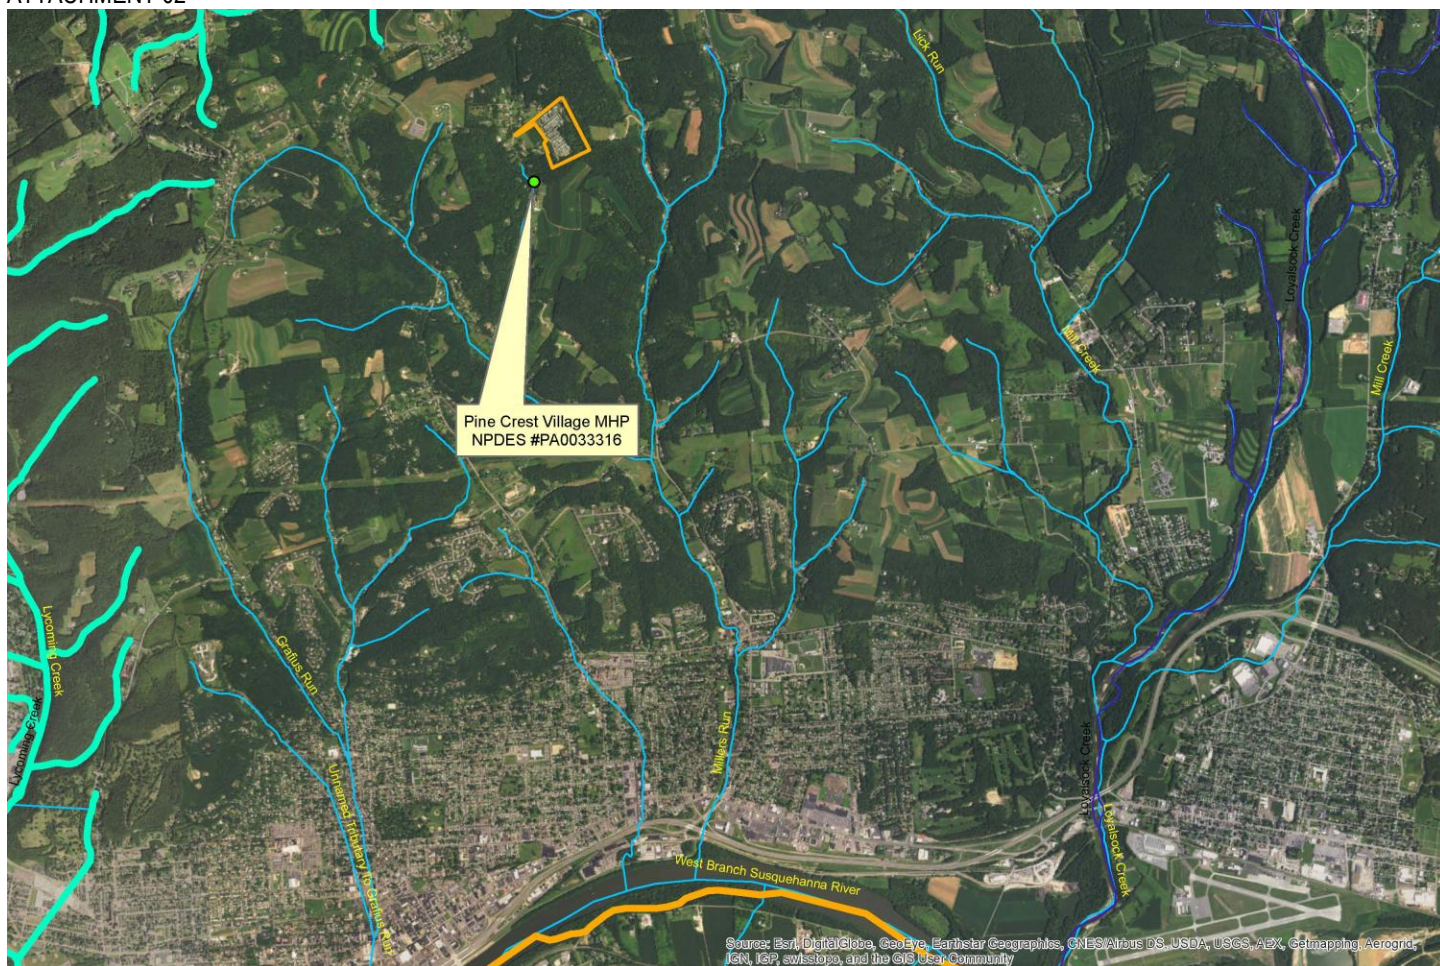 ATTACHMENT 02
Lick Run
Loyalsock Creek
Mill Creek
Mill Creek
Pine Crest Village MHP
NPDES #PA0033316
Lycoming Creek
Grafius Run
Lycoming Creek
Millers Run
Loyalsock Creek
Unnamed Tributary to Grafius Run
Loyalsock Creek
West Branch Susquehanna River
Source: Esri, DigitalGlobe, GeoEye, Earthstar Geographics, CNES/Airbus DS, USDA, USGS, AEX, Getmapping, Aerogrid,
IGN, IGP, swisstopo, and the GIS User Community